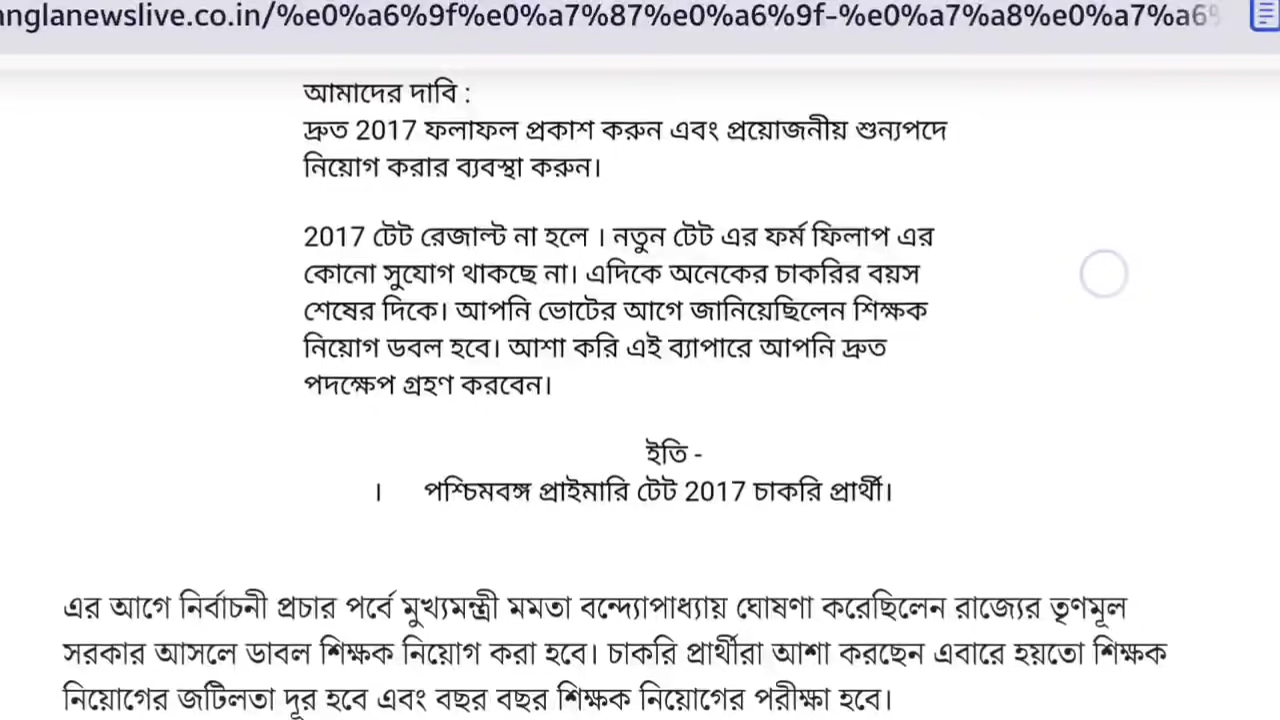 anglanewslive.co.in/%e0%a6%9f%e0%a7%87%e0%a6%9f-%e0%a7%a8%e0%a7%a6%
আমাদের দাবি :
দ্রুত 2017 ফলাফল প্রকাশ করুন এবং প্রয়োজনীয় শুন্যপদে
নিয়োগ করার ব্যবস্থা করুন।
2017 টেট রেজাল্ট না হলে । নতুন টেট এর ফর্ম ফিলাপ এর
কোনো সুযোগ থাকছে না। এদিকে অনেকের চাকরির বয়স
শেষের দিকে। আপনি ভোটের আগে জানিয়েছিলেন শিক্ষক
নিয়োগ ডবল হবে। আশা করি এই ব্যাপারে আপনি দ্রুত
পদক্ষেপ গ্রহণ করবেন।
ইতি -
। পশ্চিমবঙ্গ প্রাইমারি টেট 2017 চাকরি প্রার্থী।
এর আগে নির্বাচনী প্রচার পর্বে মুখ্যমন্ত্রী মমতা বন্দ্যোপাধ্যায় ঘোষণা করেছিলেন রাজ্যের তৃণমূল
সরকার আসলে ডাবল শিক্ষক নিয়োগ করা হবে। চাকরি প্রার্থীরা আশা করছেন এবারে হয়তো শিক্ষক
নিয়োগের জটিলতা দূর হবে এবং বছর বছর শিক্ষক নিয়োগের পরীক্ষা হবে।